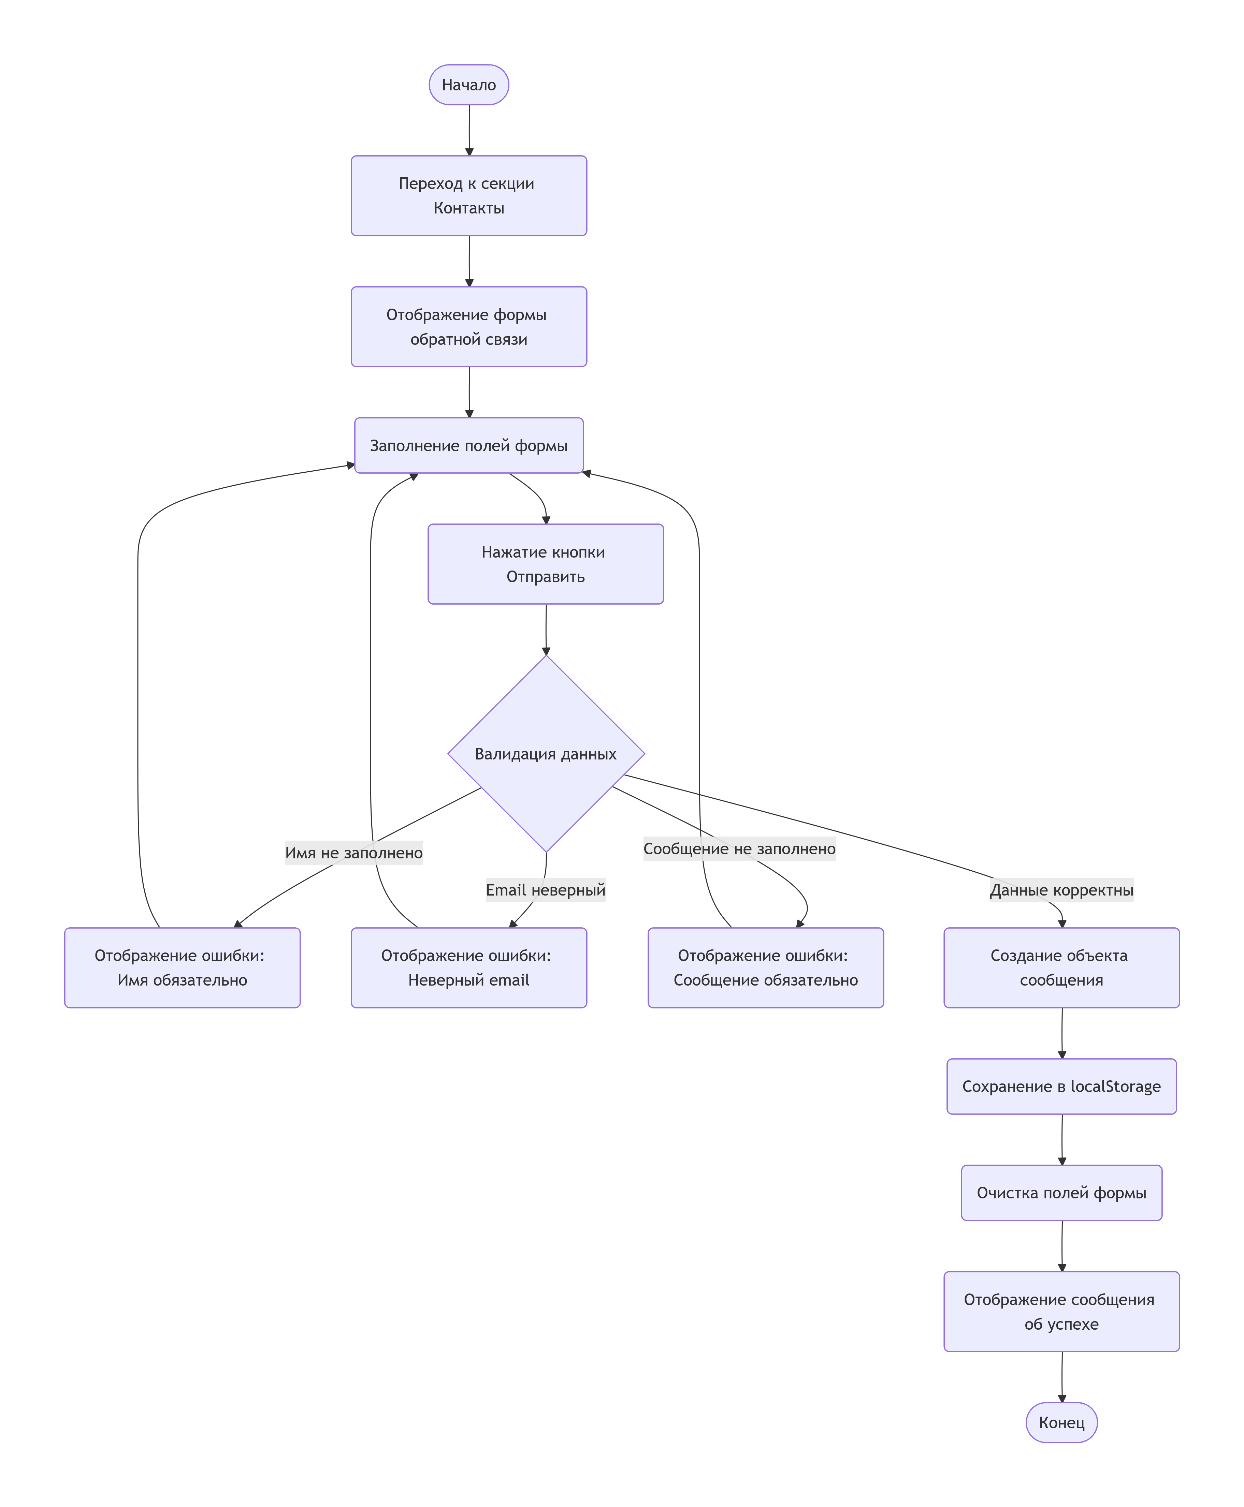 Начало
Переход к секции
Контакты
Отображение формы
обратной связи
Заполнение полей формы
Нажатие кнопки
Отправить
Валидация данных
Имя не заполнено
Email неверный
Сообщение не заполнено
Данные корректны
Отображение ошибки:
Имя обязательно
Отображение ошибки:
Неверный email
Отображение ошибки:
Сообщение обязательно
Создание объекта
сообщения
Сохранение в localStorage
Очистка полей формы
Отображение сообщения
об успехе
Конец